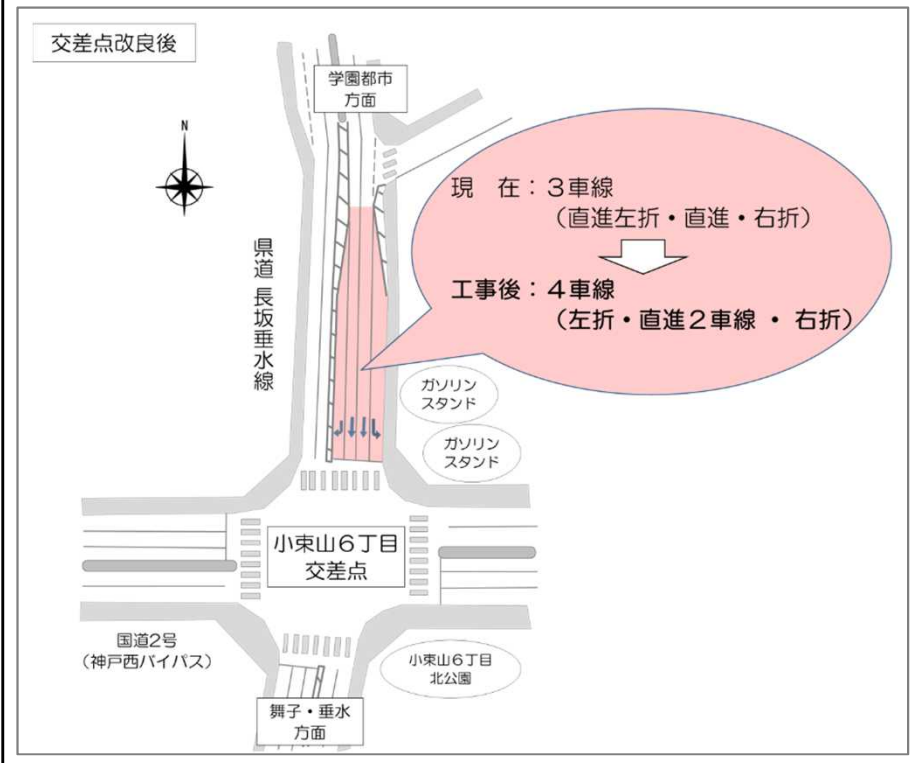 交差点改良後
学園都市
方面
N
現　在：３車線
（直進左折・直進・右折）
工事後：４車線
（左折・直進２車線 ・ 右折）
県道 長坂垂水線
ガソリン
スタンド
ガソリン
スタンド
小束山６丁目
交差点
国道2号
（神戸西バイパス）
小束山６丁目
北公園
舞子・垂水
方面